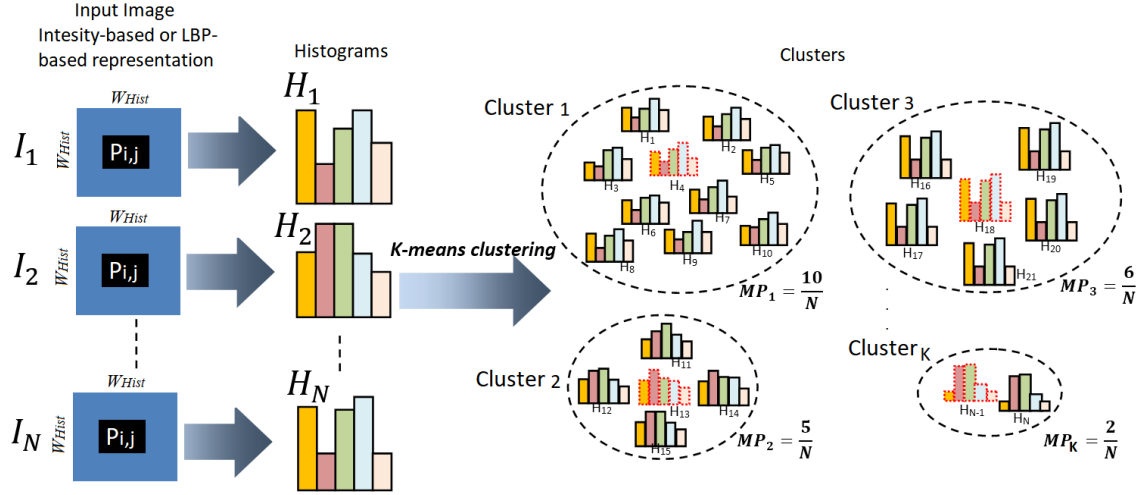 Input Image
Intesity-based or LBP-
based representation
Histograms
Clusters
W_Hist
I_1
W_Hist
P_i,j
H_1
W_Hist
I_2
W_Hist
P_i,j
H_2
K-means clustering
W_Hist
I_N
W_Hist
P_i,j
H_N
Cluster 1
H_1
H_2
H_3
H_4
H_5
H_6
H_7
H_8
H_9
H_10
MP_1 = 10/N
Cluster 2
H_11
H_12
H_13
H_14
H_15
MP_2 = 5/N
Cluster 3
H_16
H_19
H_18
H_17
H_20
H_21
MP_3 = 6/N
Cluster_K
H_N-1
H_N
MP_K = 2/N